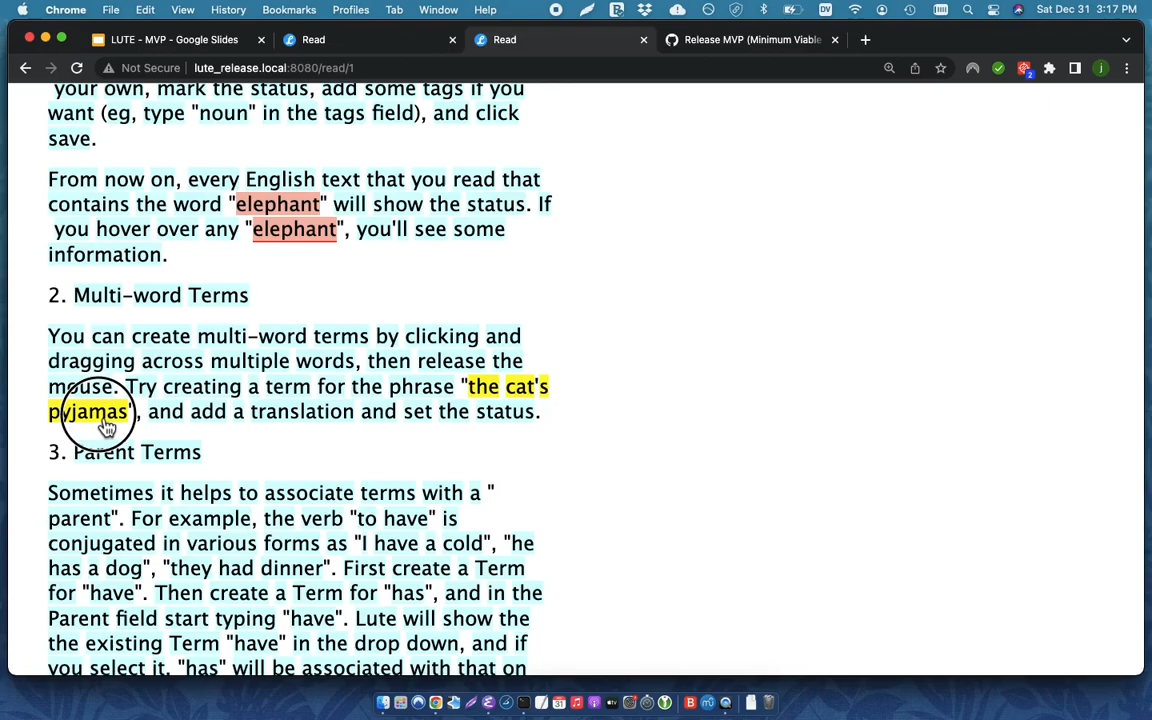 Chrome File Edit View History Bookmarks Profiles Tab Window Help DV Sat Dec 31 3:17 PM
LUTE - MVP - Google Slides Read Read Release MVP (Minimum Viable
Not Secure lute_release.local:8080/read/1 2 j
your own, mark the status, add some tags if you
want (eg, type "noun" in the tags field), and click
save.
From now on, every English text that you read that
contains the word "elephant" will show the status. If
you hover over any "elephant", you'll see some
information.
2. Multi-word Terms
You can create multi-word terms by clicking and
dragging across multiple words, then release the
mouse. Try creating a term for the phrase "the cat's
pyjamas", and add a translation and set the status.
3. Parent Terms
Sometimes it helps to associate terms with a "
parent". For example, the verb "to have" is
conjugated in various forms as "I have a cold", "he
has a dog", "they had dinner". First create a Term
for "have". Then create a Term for "has", and in the
Parent field start typing "have". Lute will show the
the existing Term "have" in the drop down, and if
you select it, "has" will be associated with that on